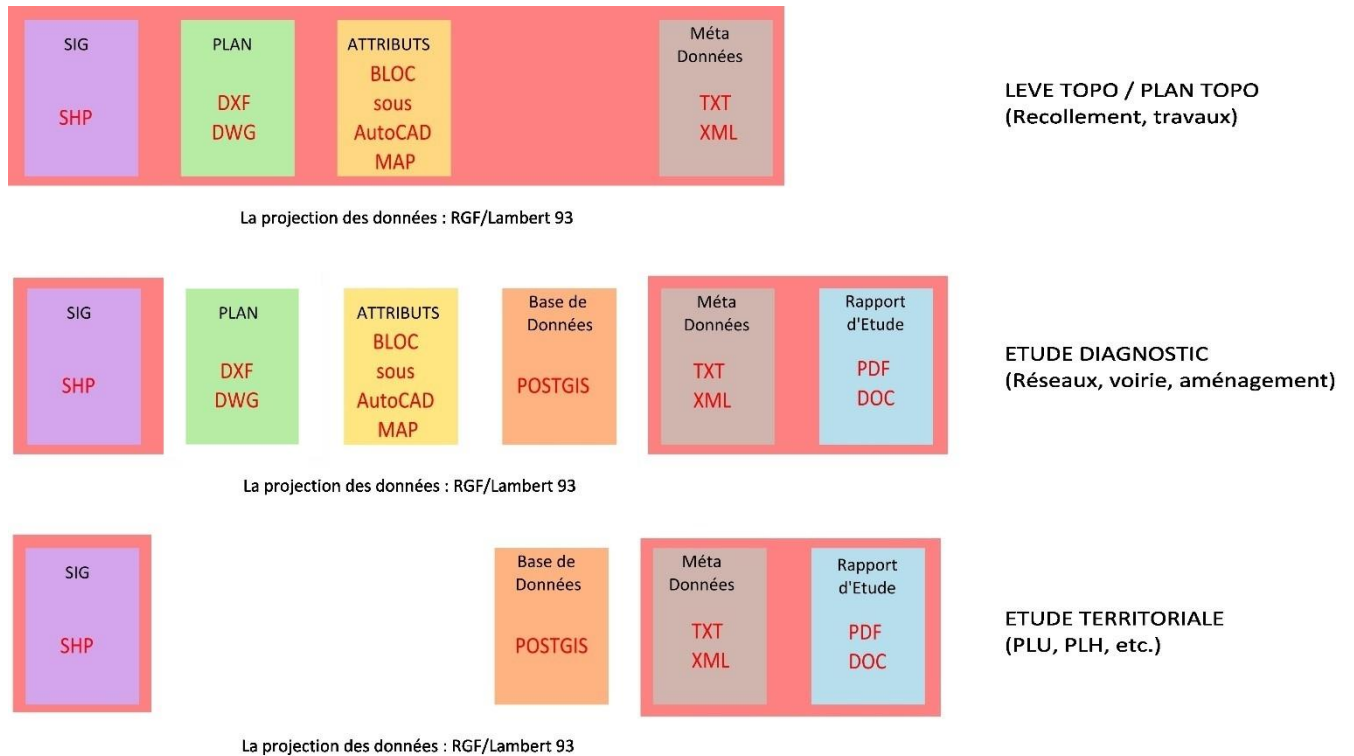 SIG
SHP
PLAN
DXF
DWG
ATTRIBUTS
BLOC
sous
AutoCAD
MAP
Méta
Données
TXT
XML
LEVE TOPO / PLAN TOPO
(Recollement, travaux)
La projection des données : RGF/Lambert 93
SIG
SHP
PLAN
DXF
DWG
ATTRIBUTS
BLOC
sous
AutoCAD
MAP
Base de
Données
POSTGIS
Méta
Données
TXT
XML
Rapport
d'Etude
PDF
DOC
ETUDE DIAGNOSTIC
(Réseaux, voirie, aménagement)
La projection des données : RGF/Lambert 93
SIG
SHP
Base de
Données
POSTGIS
Méta
Données
TXT
XML
Rapport
d'Etude
PDF
DOC
ETUDE TERRITORIALE
(PLU, PLH, etc.)
La projection des données : RGF/Lambert 93